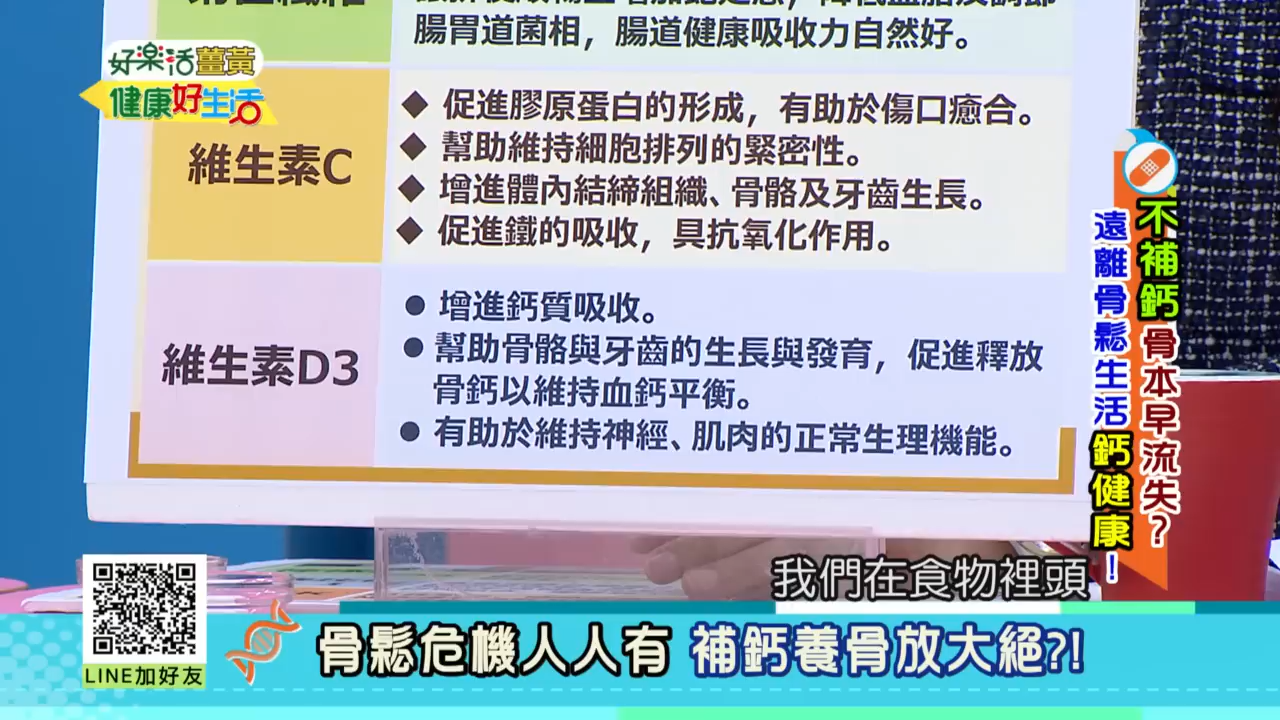 腸胃道菌相，腸道健康吸收力自然好。
好樂活薑黃
健康好生活
維生素C
◆ 促進膠原蛋白的形成，有助於傷口癒合。
◆ 幫助維持細胞排列的緊密性。
◆ 增進體內結締組織、骨骼及牙齒生長。
◆ 促進鐵的吸收，具抗氧化作用。
維生素D3
● 增進鈣質吸收。
● 幫助骨骼與牙齒的生長與發育，促進釋放
骨鈣以維持血鈣平衡。
● 有助於維持神經、肌肉的正常生理機能。
不補鈣骨本早流失?
遠離骨鬆生活鈣健康!
我們在食物裡頭
骨鬆危機人人有 補鈣養骨放大絕?!
LINE加好友